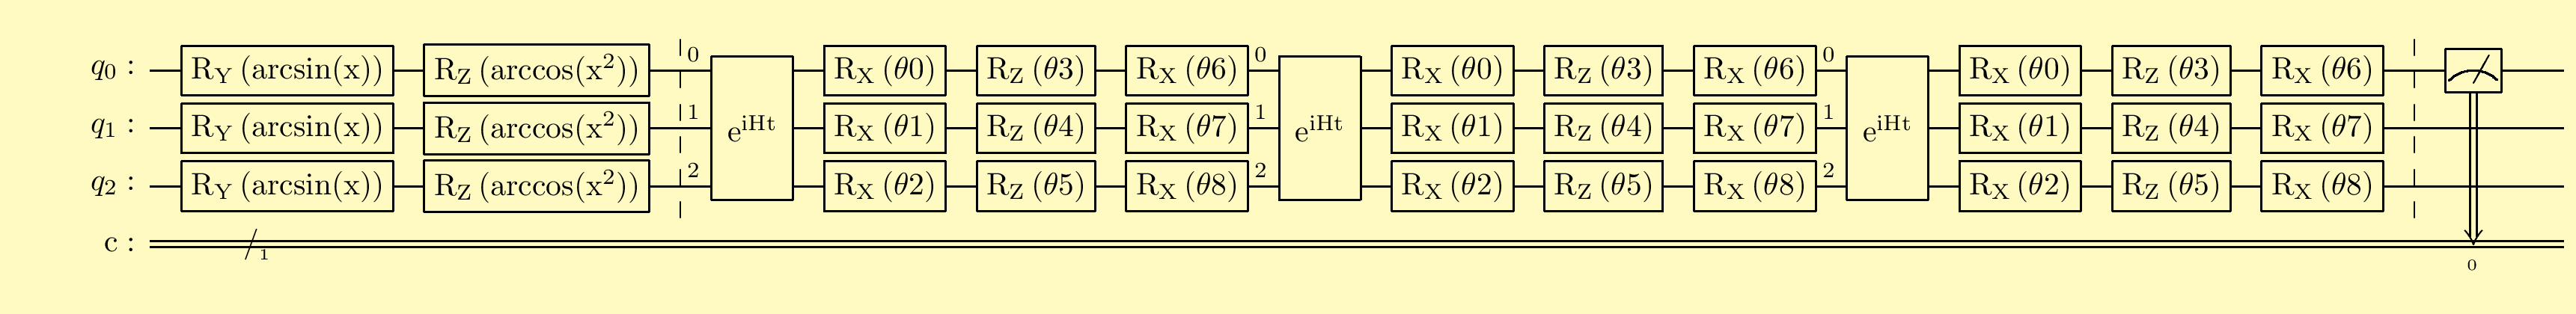 q0 : RY (arcsin(x)) RZ (arccos(x²)) 0 eiHt RX (θ0) RZ (θ3) RX (θ6) 0 eiHt RX (θ0) RZ (θ3) RX (θ6) 0 eiHt RX (θ0) RZ (θ3) RX (θ6)
q1 : RY (arcsin(x)) RZ (arccos(x²)) 1 RX (θ1) RZ (θ4) RX (θ7) 1 RX (θ1) RZ (θ4) RX (θ7) 1 RX (θ1) RZ (θ4) RX (θ7)
q2 : RY (arcsin(x)) RZ (arccos(x²)) 2 RX (θ2) RZ (θ5) RX (θ8) 2 RX (θ2) RZ (θ5) RX (θ8) 2 RX (θ2) RZ (θ5) RX (θ8)
c : 1 0